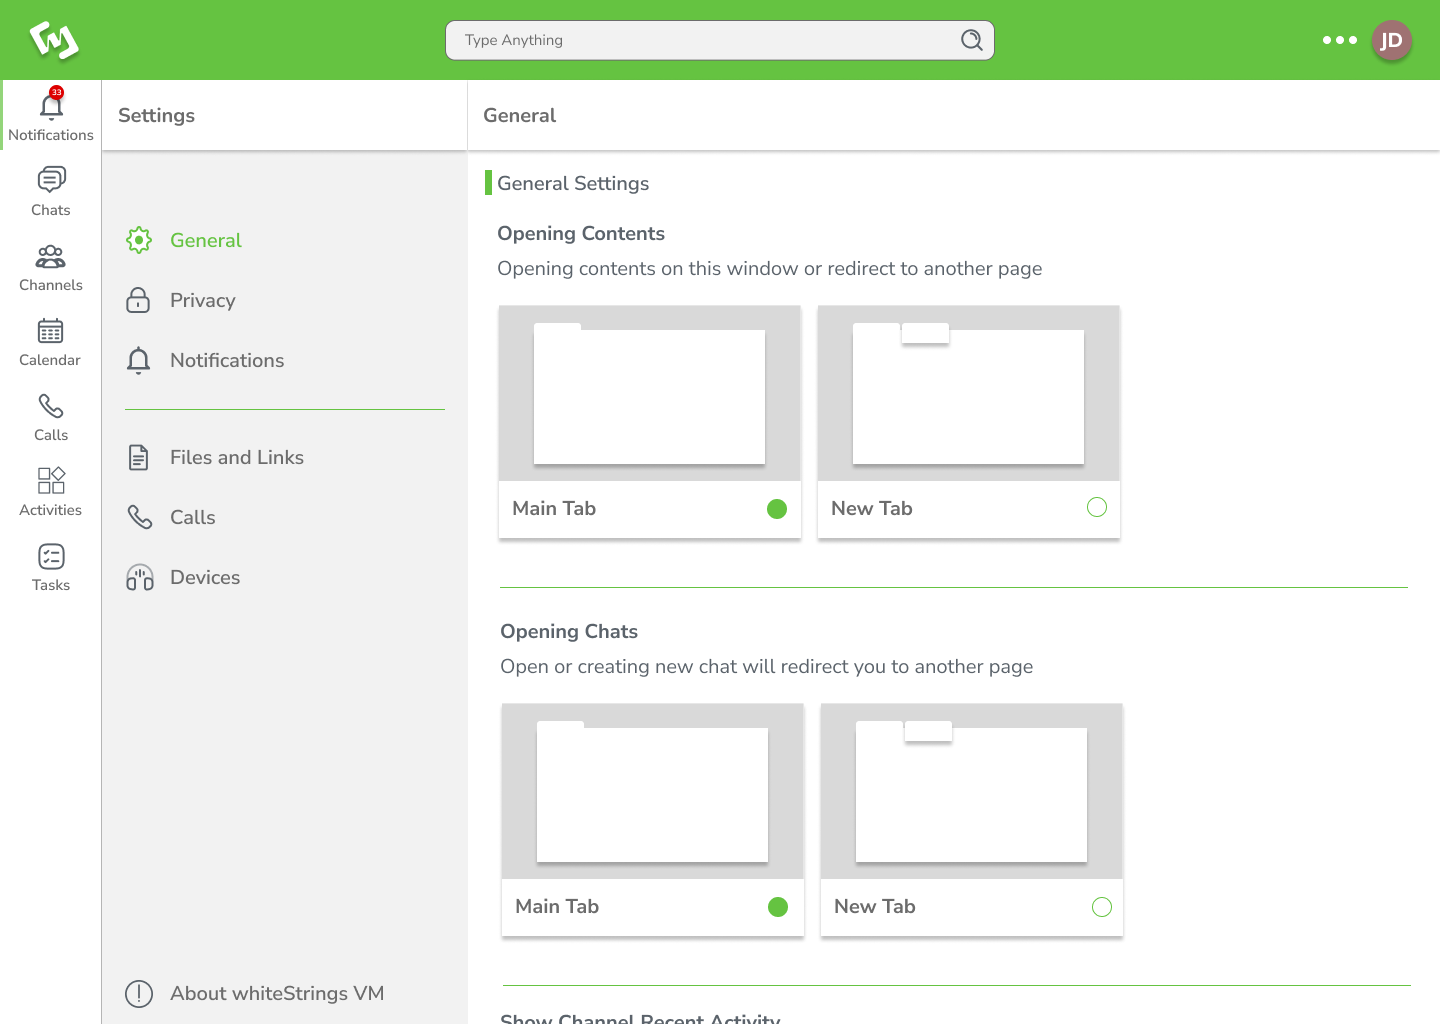 Type Anything
JD
33
Notifications
Chats
Channels
Calendar
Calls
Activities
Tasks
Settings
General
Privacy
Notifications
Files and Links
Calls
Devices
About whiteStrings VM
General
General Settings
Opening Contents
Opening contents on this window or redirect to another page
Main Tab
New Tab
Opening Chats
Open or creating new chat will redirect you to another page
Main Tab
New Tab
Show Channel Recent Activity